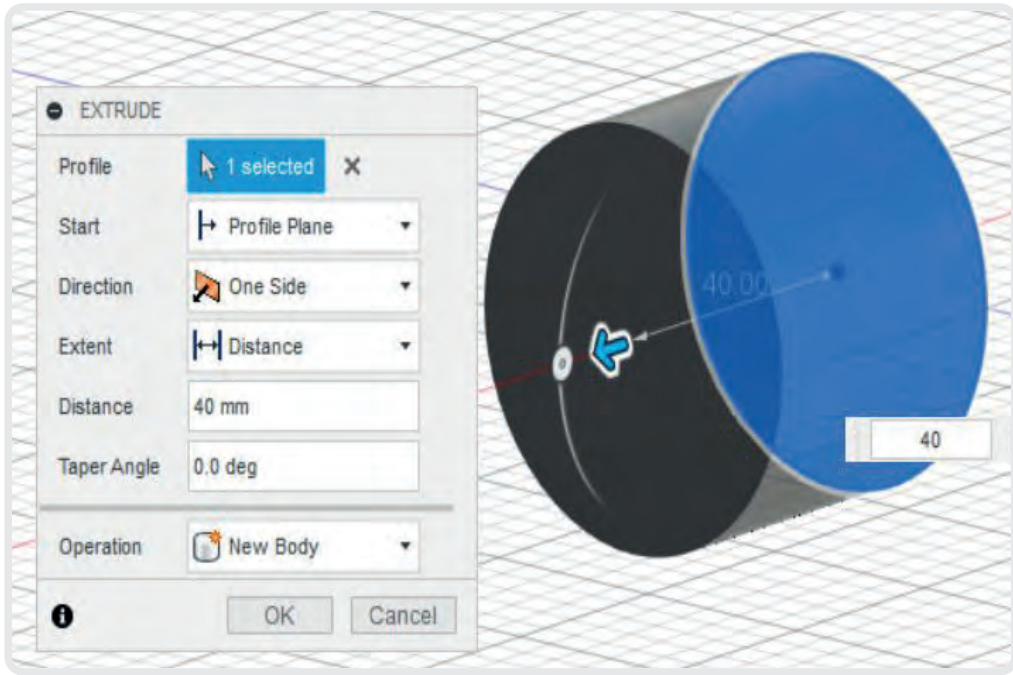 EXTRUDE
Profile 1 selected
Start Profile Plane
Direction One Side
Extent Distance
Distance 40 mm
Taper Angle 0.0 deg
Operation New Body
OK Cancel
40.00
40